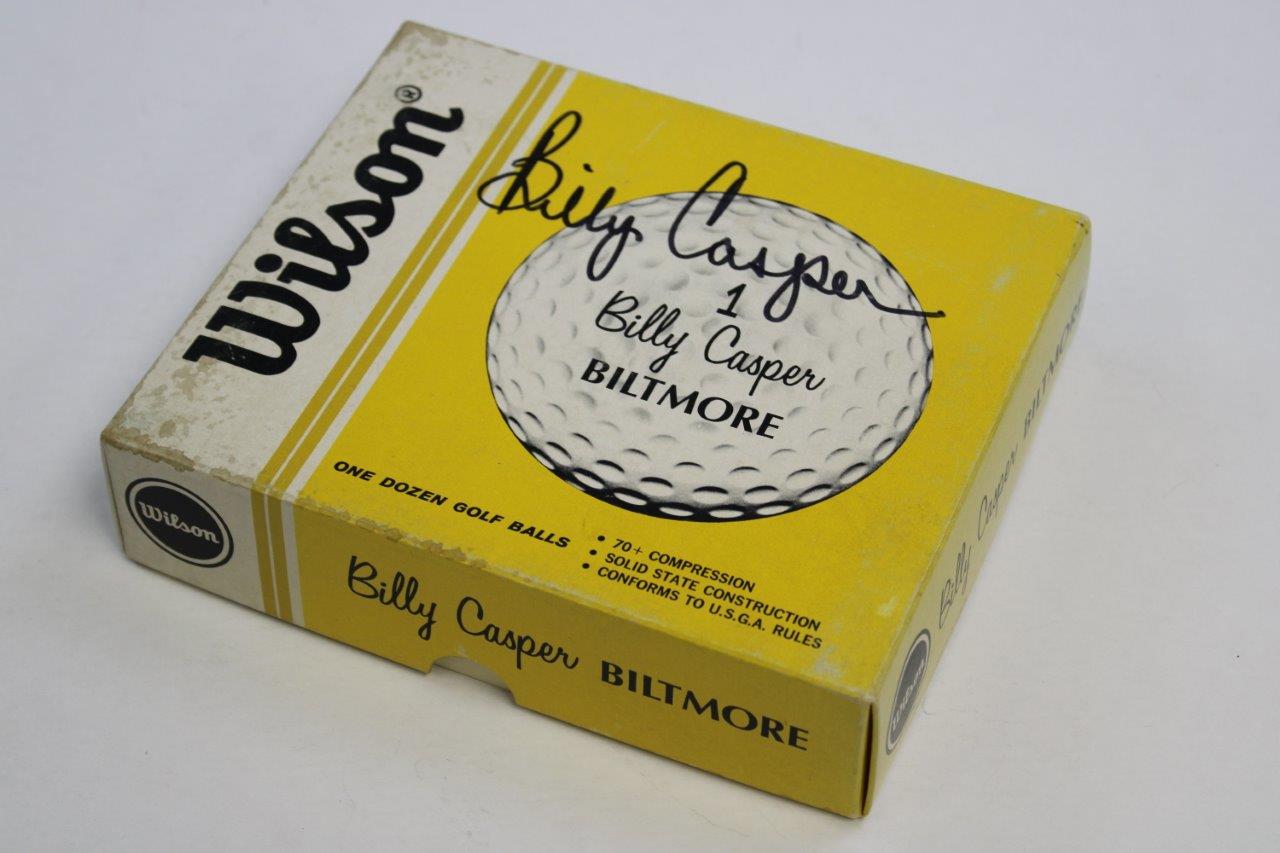 Wilson®
Billy Casper
1
Billy Casper
BILTMORE
ONE DOZEN GOLF BALLS
• 70+ COMPRESSION
• SOLID STATE CONSTRUCTION
• CONFORMS TO U.S.G.A. RULES
Wilson
Billy Casper BILTMORE
Wilson
Billy Casper BILTMORE